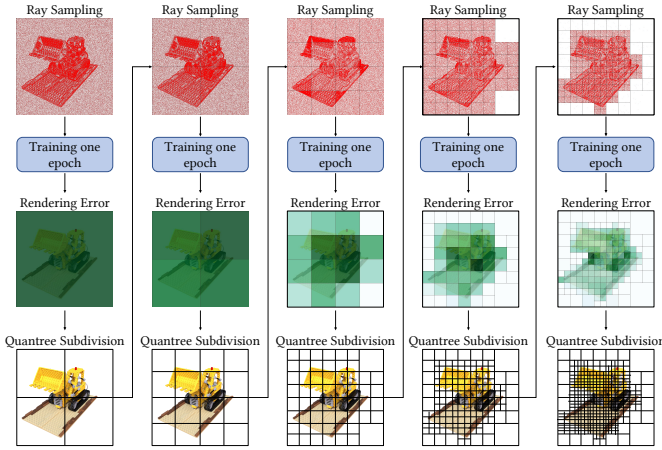 Ray Sampling Ray Sampling Ray Sampling Ray Sampling Ray Sampling
Training one Training one Training one Training one Training one
epoch epoch epoch epoch epoch
Rendering Error Rendering Error Rendering Error Rendering Error Rendering Error
Quantree Subdivision Quantree Subdivision Quantree Subdivision Quantree Subdivision Quantree Subdivision